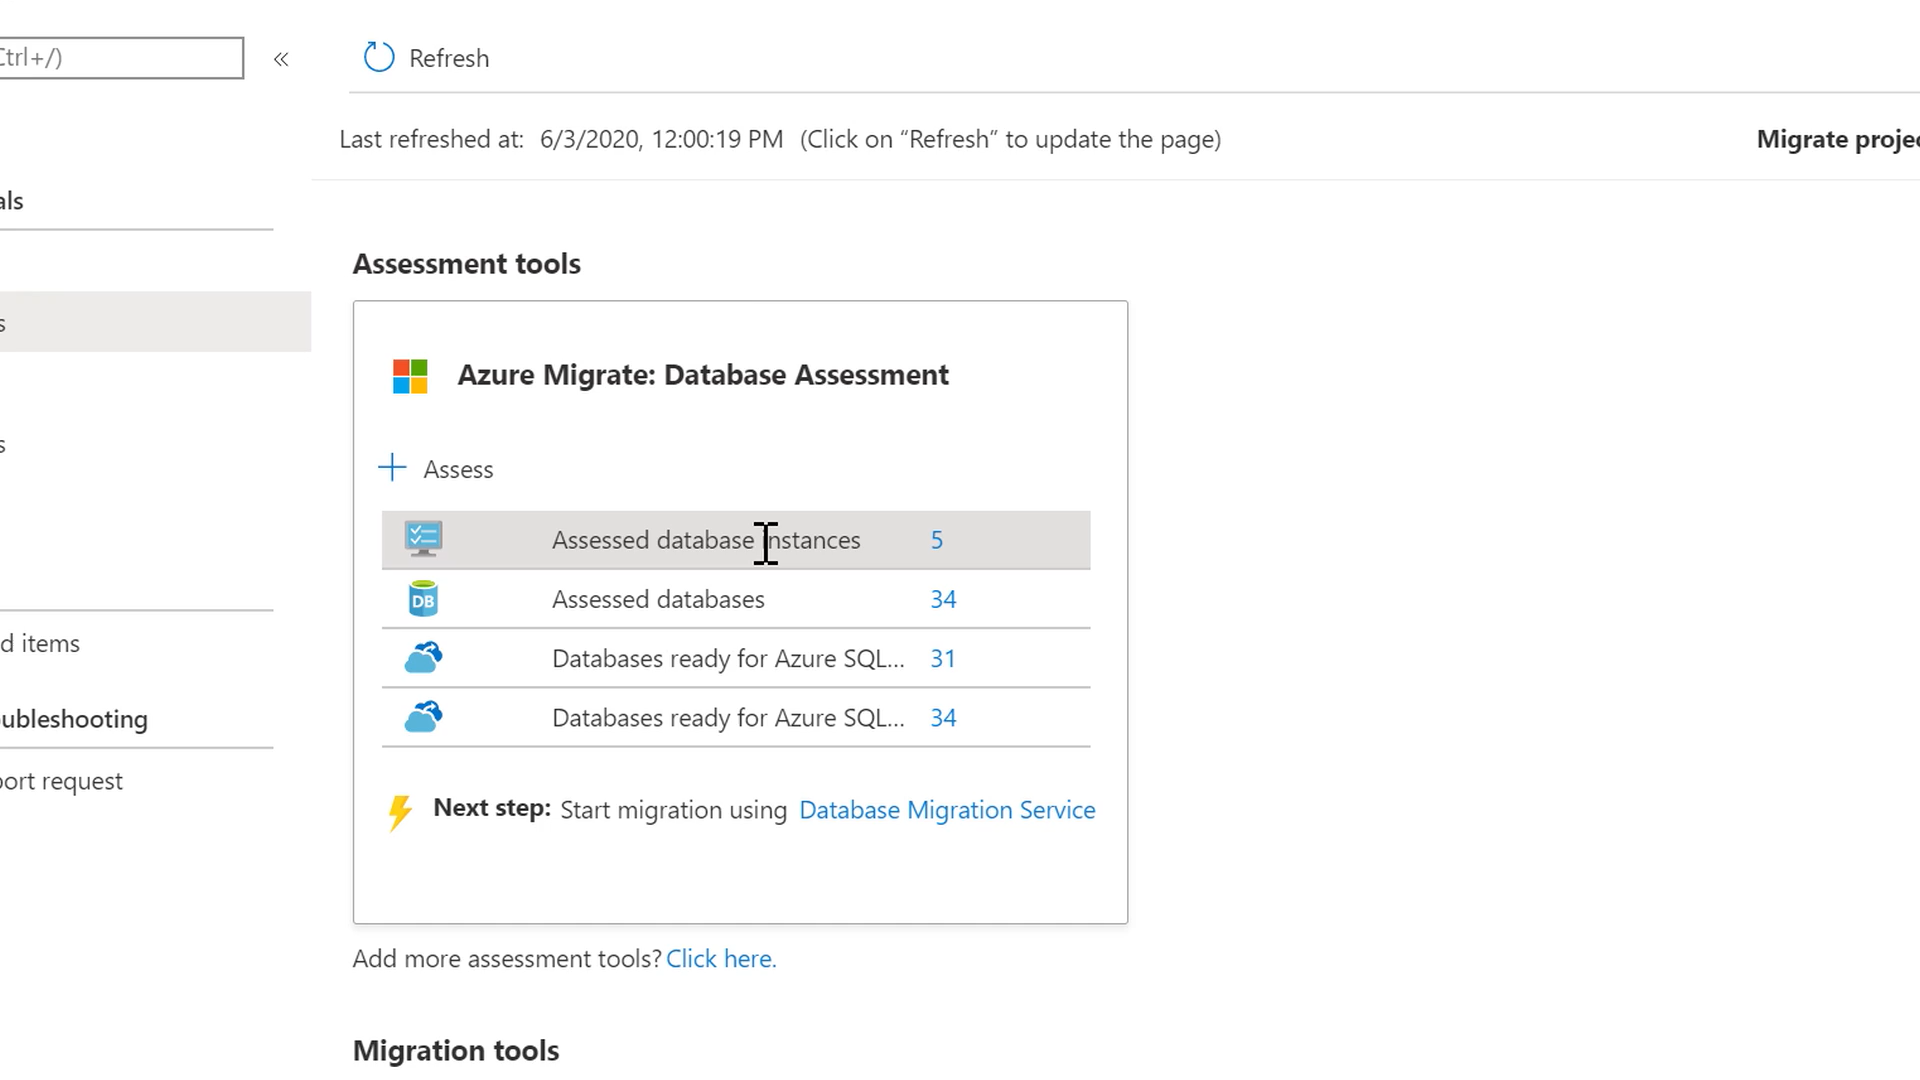 Ctrl+/)
«
Refresh
Last refreshed at: 6/3/2020, 12:00:19 PM (Click on “Refresh” to update the page)
Migrate projec
als
Assessment tools
s
Azure Migrate: Database Assessment
s
Assess
Assessed database instances 5
DB Assessed databases 34
d items
Databases ready for Azure SQL... 31
oubleshooting
Databases ready for Azure SQL... 34
port request
Next step: Start migration using Database Migration Service
Add more assessment tools? Click here.
Migration tools